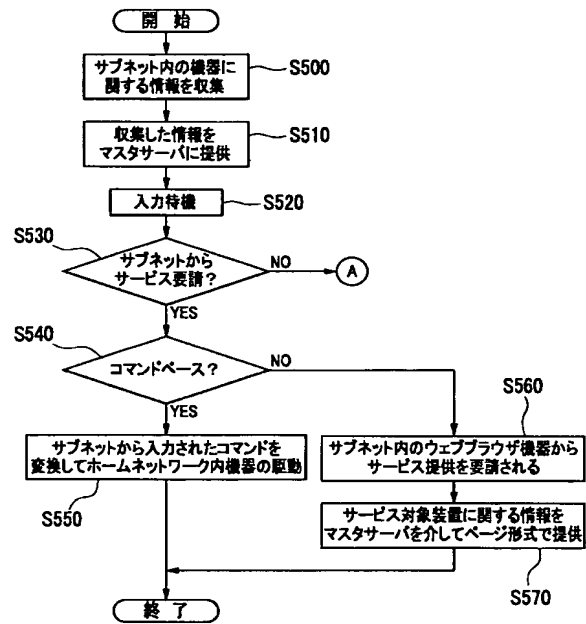 開 始
サブネット内の機器に
関する情報を収集
S500
収集した情報を
マスタサーバに提供
S510
入力待機
S520
S530
サブネットから
サービス要請？
NO
A
YES
S540
コマンドベース？
NO
YES
S560
サブネットから入力されたコマンドを
変換してホームネットワーク内機器の駆動
S550
サブネット内のウェブブラウザ機器から
サービス提供を要請される
サービス対象装置に関する情報を
マスタサーバを介してページ形式で提供
S570
終 了